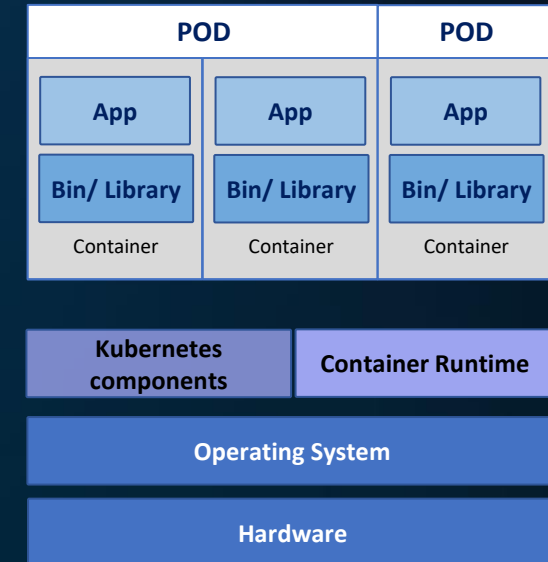 POD POD
App App App
Bin/ Library Bin/ Library Bin/ Library
Container Container Container
Kubernetes
components
Container Runtime
Operating System
Hardware